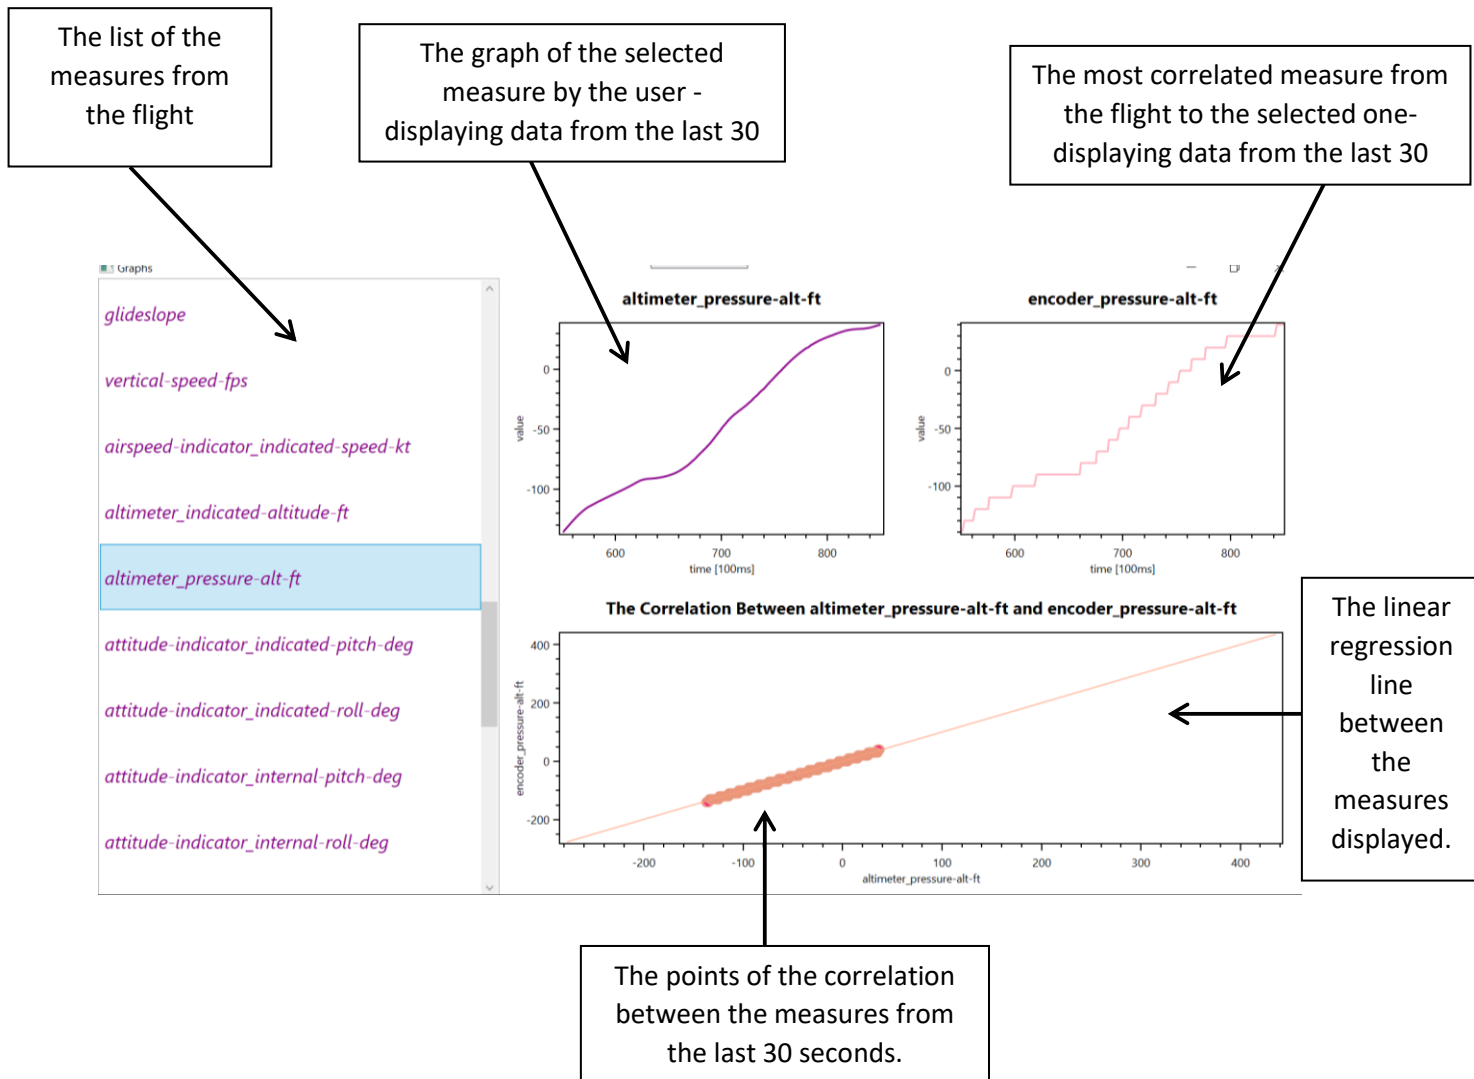 The list of the
measures from
the flight
The graph of the selected
measure by the user -
displaying data from the last 30
The most correlated measure from
the flight to the selected one-
displaying data from the last 30
Graphs
glideslope
vertical-speed-fps
airspeed-indicator_indicated-speed-kt
altimeter_indicated-altitude-ft
altimeter_pressure-alt-ft
attitude-indicator_indicated-pitch-deg
attitude-indicator_indicated-roll-deg
attitude-indicator_internal-pitch-deg
attitude-indicator_internal-roll-deg
altimeter_pressure-alt-ft
value
0
-50
-100
600 700 800
time [100ms]
encoder_pressure-alt-ft
value
0
-50
-100
600 700 800
time [100ms]
The Correlation Between altimeter_pressure-alt-ft and encoder_pressure-alt-ft
encoder_pressure-alt-ft
400
200
0
-200
-200 -100 0 100 200 300 400
altimeter_pressure-alt-ft
The linear
regression
line
between
the
measures
displayed.
The points of the correlation
between the measures from
the last 30 seconds.